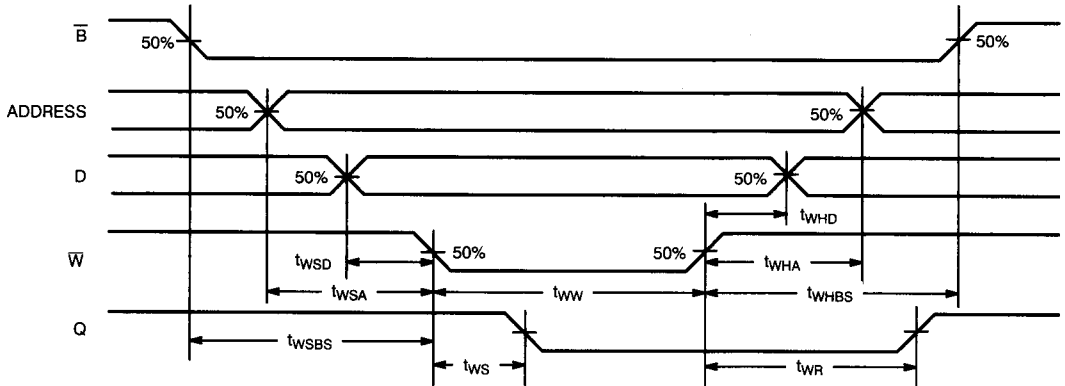 B̅
50%
50%
ADDRESS
50%
50%
D
50%
50%
tWHD
W̅
50%
50%
tWSD
tWHA
tWSA
tWW
tWHBS
Q
tWSBS
tWS
tWR